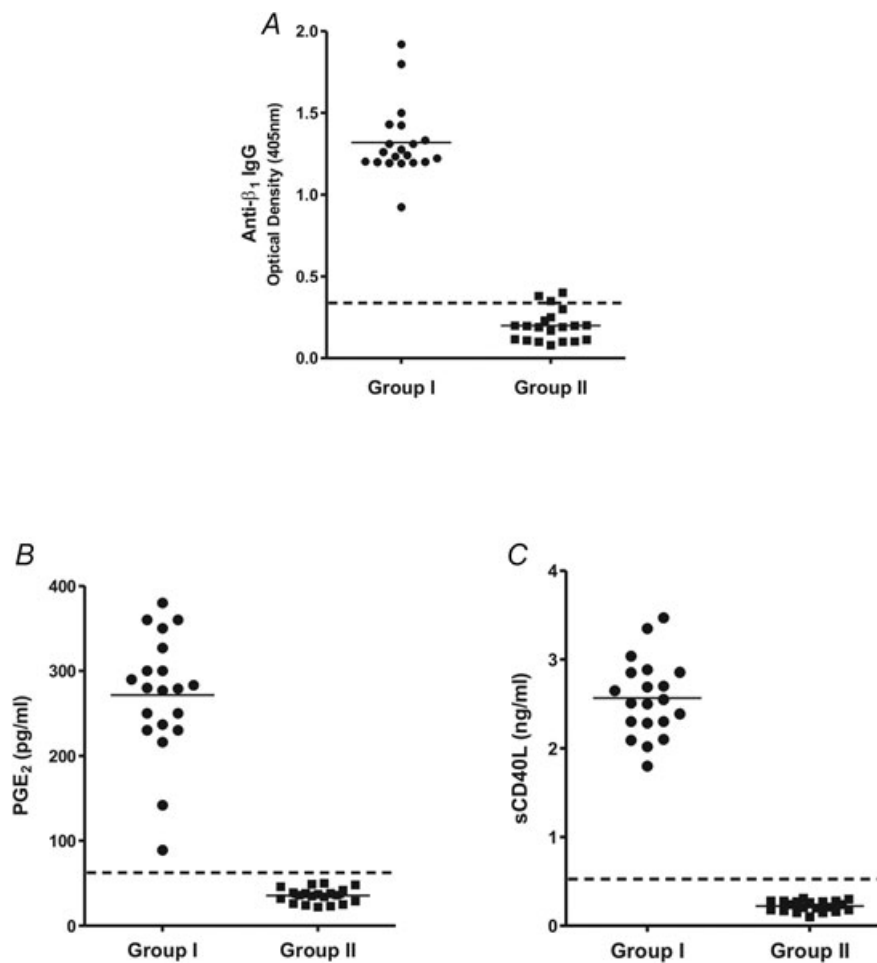 A
Anti-β₁ IgG
Optical Density (405nm)
2.0
1.5
1.0
0.5
0.0
Group I Group II
B
PGE₂ (pg/ml)
400
300
200
100
0
Group I Group II
C
sCD40L (ng/ml)
4
3
2
1
0
Group I Group II